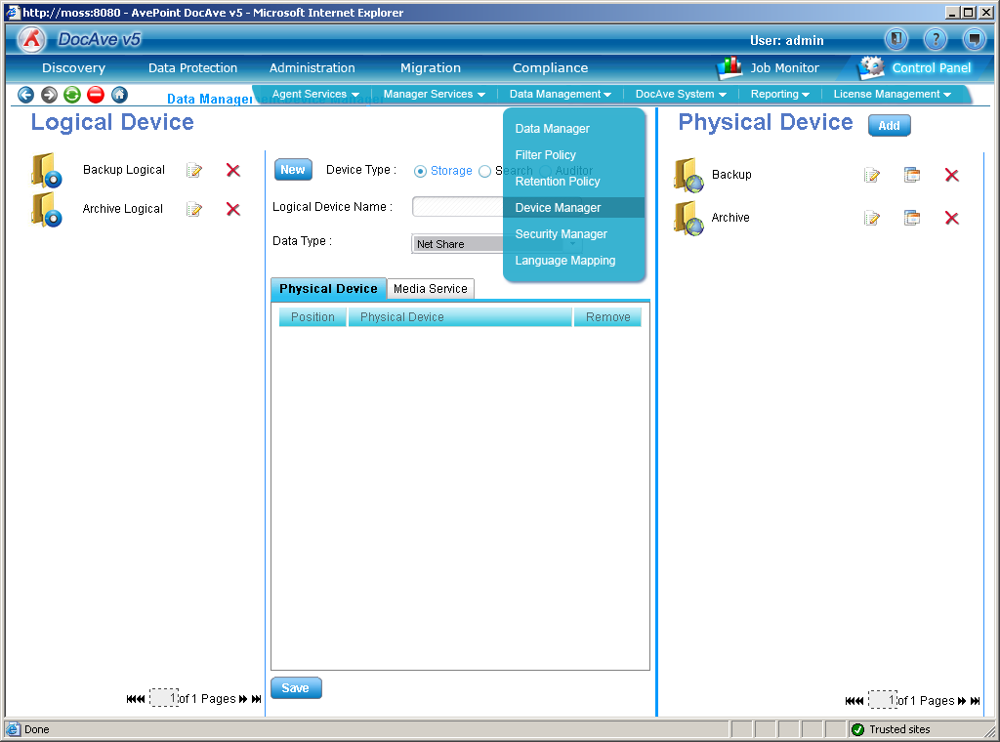 http://moss:8080 - AvePoint DocAve v5 - Microsoft Internet Explorer
DocAve v5
User: admin
Discovery Data Protection Administration Migration Compliance Job Monitor Control Panel
Data Manager
Agent Services Manager Services Data Management DocAve System Reporting License Management
Logical Device
Backup Logical
Archive Logical
1 of 1 Pages
New Device Type : Storage Search Auditor
Logical Device Name :
Data Type : Net Share
Physical Device Media Service
Position Physical Device Remove
Save
Data Manager
Filter Policy
Retention Policy
Device Manager
Security Manager
Language Mapping
Physical Device Add
Backup
Archive
1 of 1 Pages
Done
Trusted sites